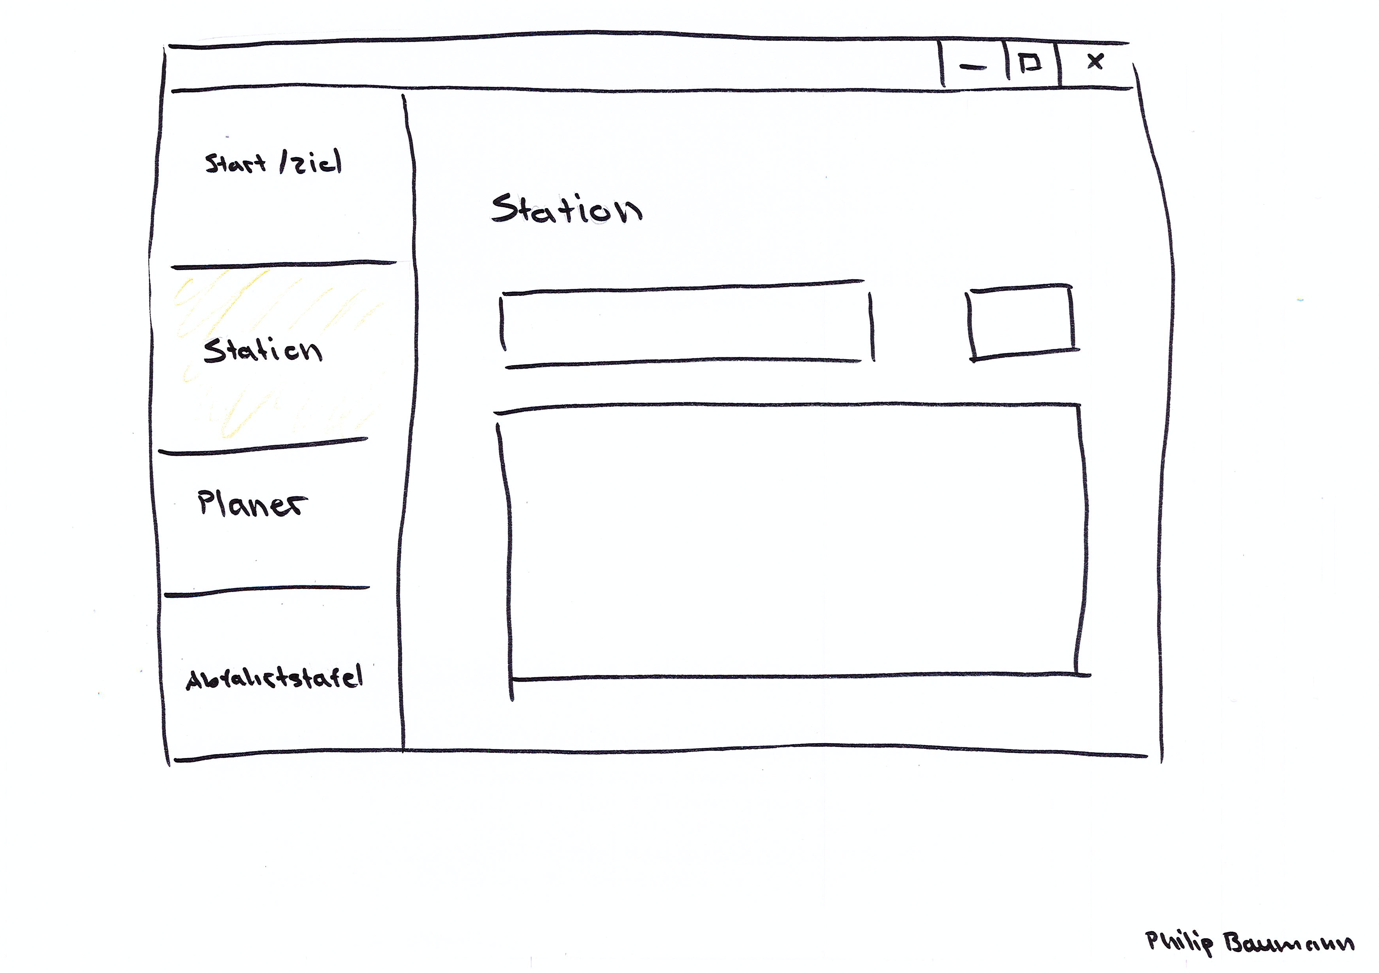 Start / Ziel
Station
Station
Planer
Abfahrtstafel
Philip Baumann